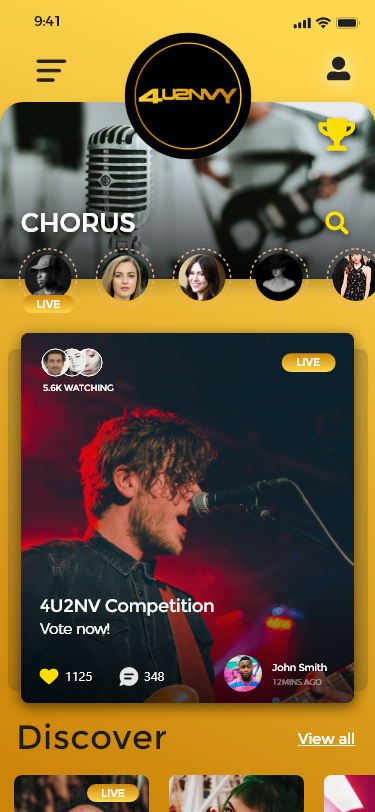 9:41
4U2NVY
CHORUS
LIVE
5.6K WATCHING
LIVE
4U2NV Competition
Vote now!
1125
348
John Smith
12MINS AGO
Discover
View all
LIVE